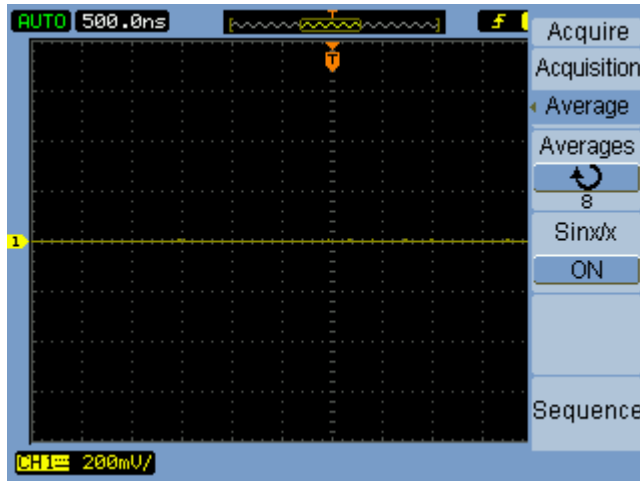 AUTO 500.0ns
T
T
1
CH1 200mV/
Acquire
Acquisition
Average
Averages
8
Sinx/x
ON
Sequence